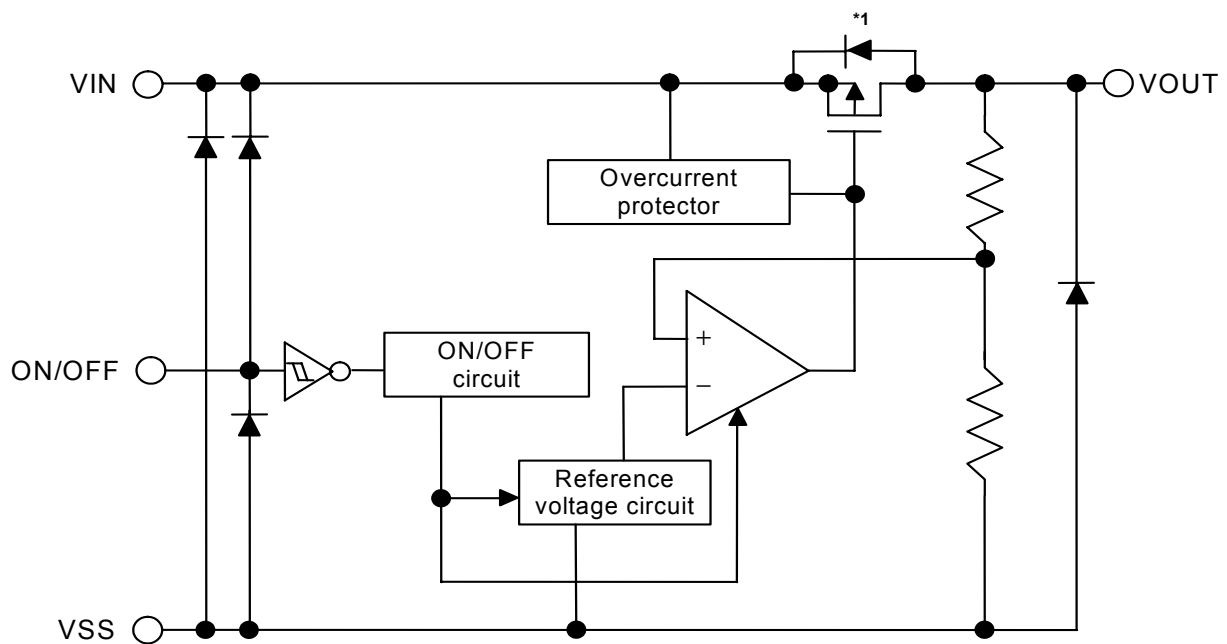 *1
VIN
VOUT
Overcurrent
protector
+
−
ON/OFF
ON/OFF
circuit
Reference
voltage circuit
VSS